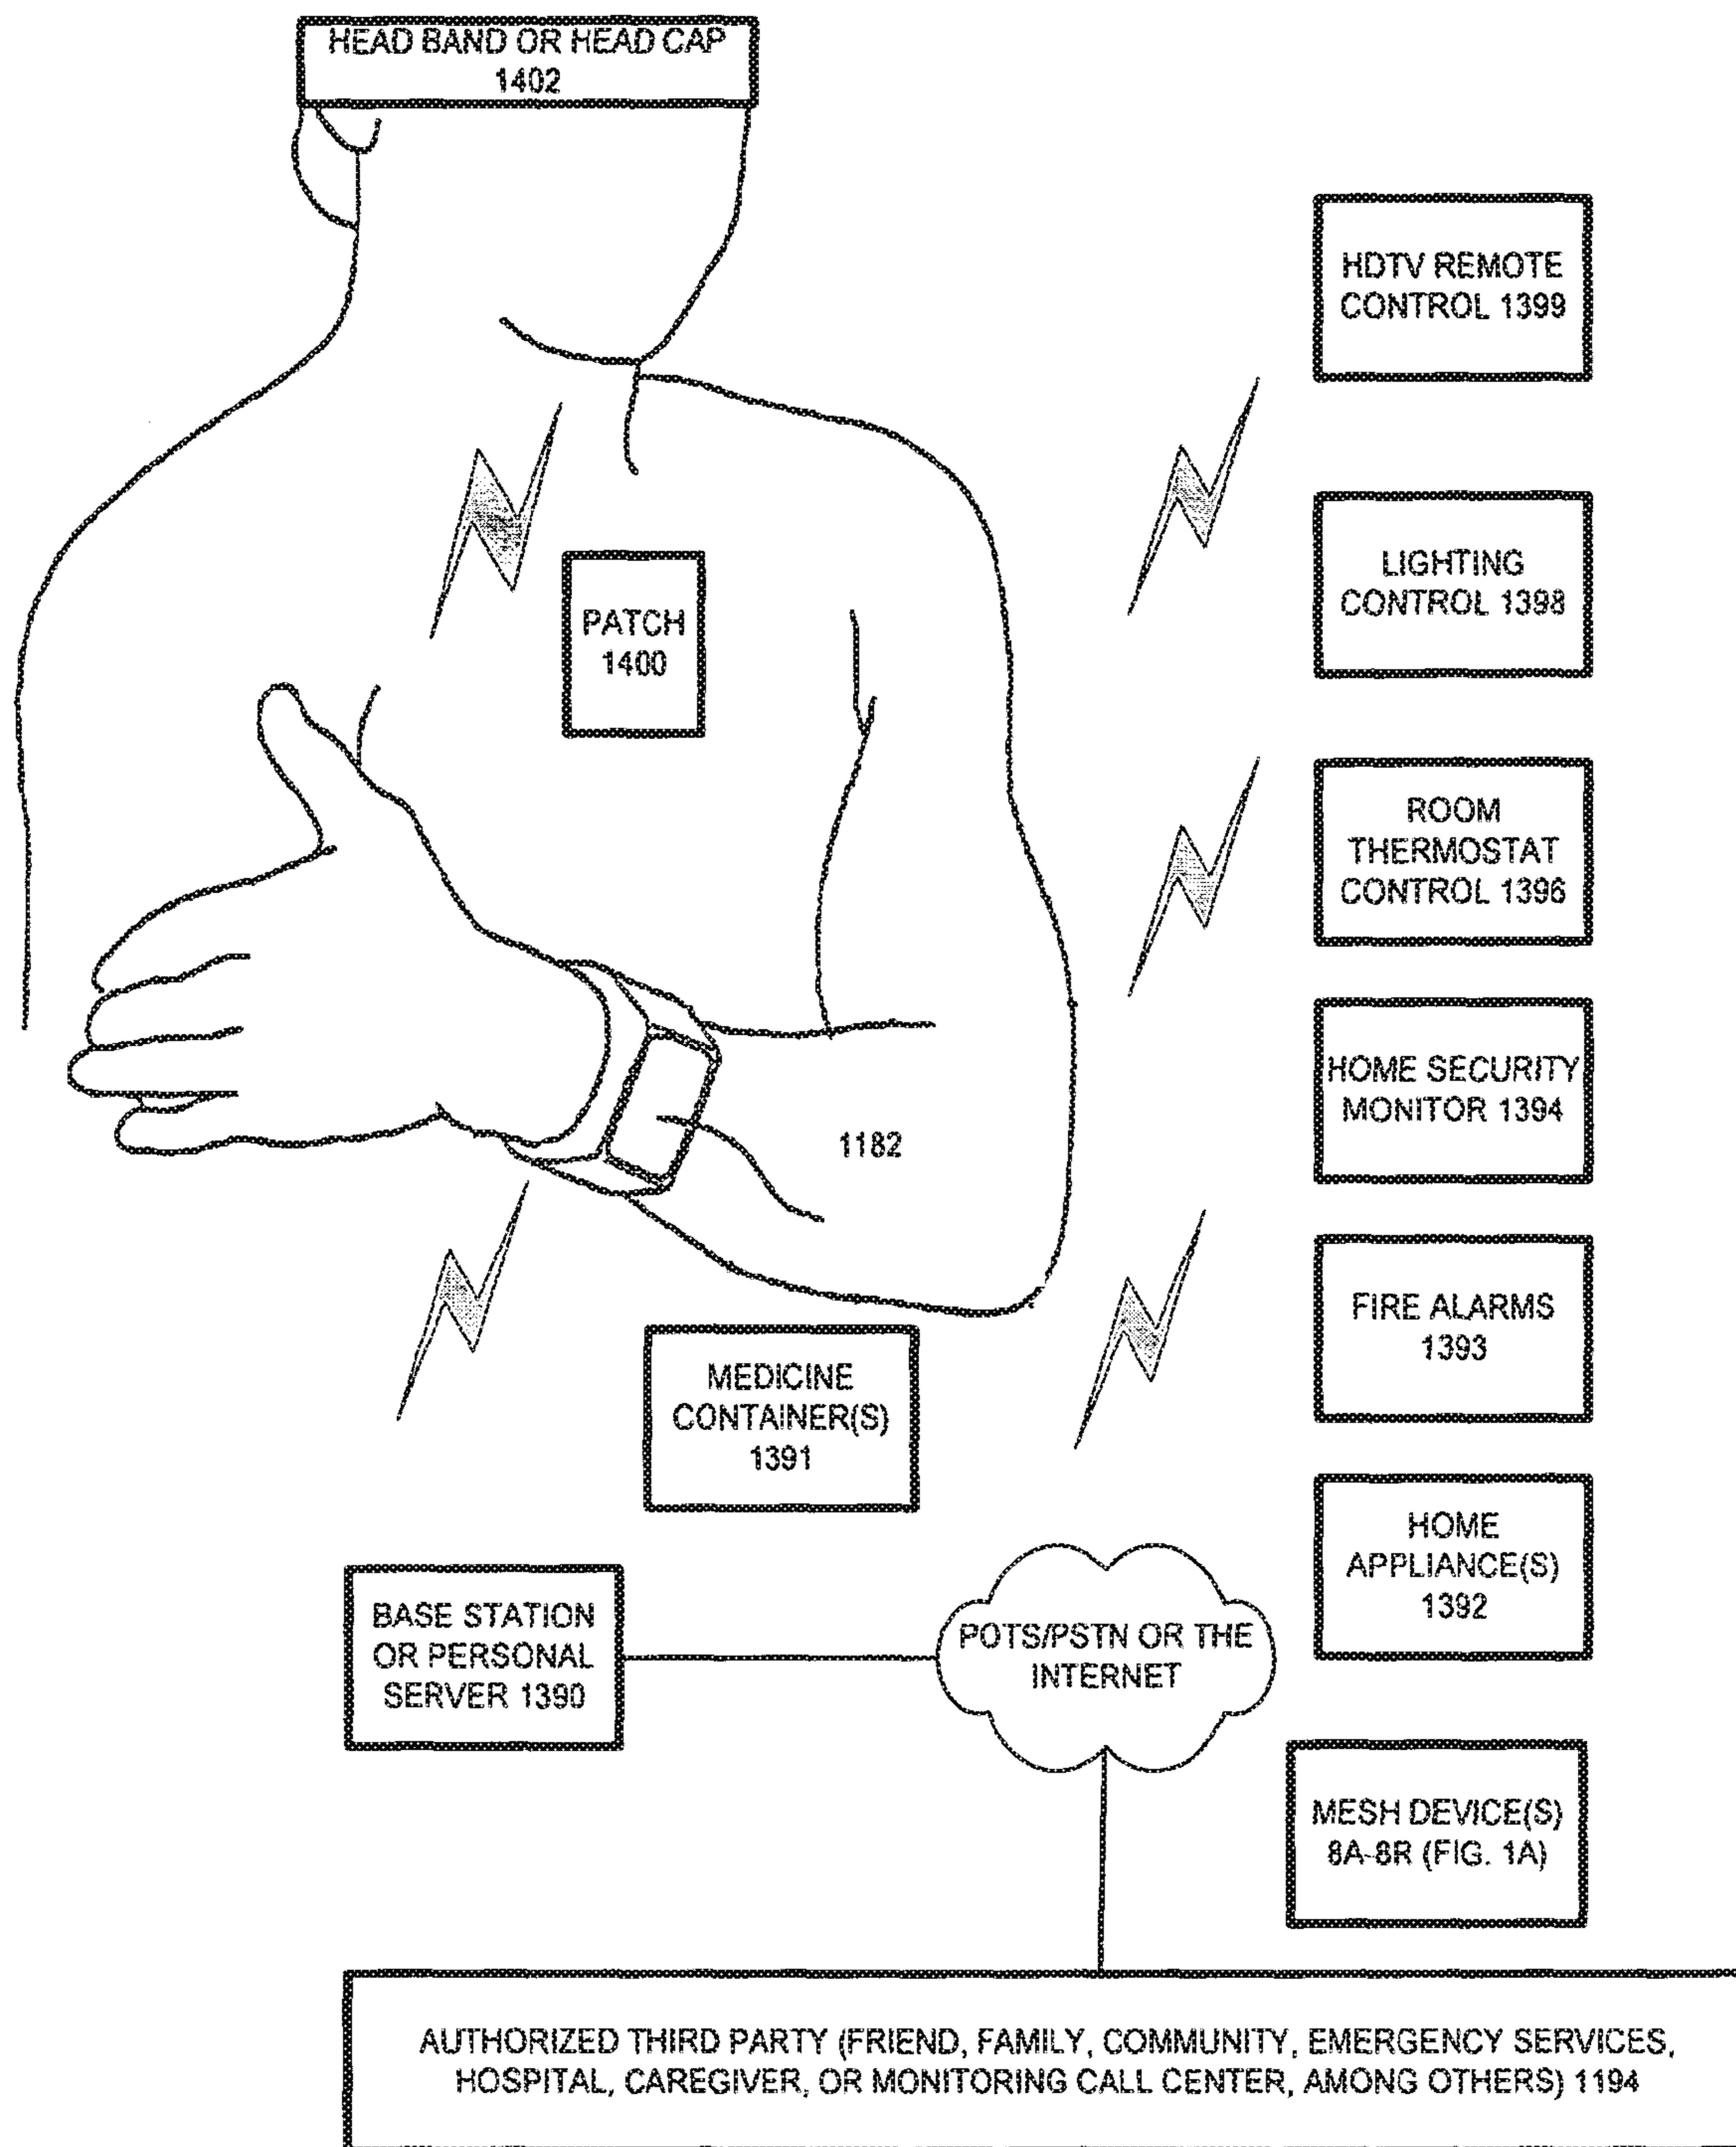 HEAD BAND OR HEAD CAP
1402
HDTV REMOTE
CONTROL 1399
LIGHTING
CONTROL 1398
PATCH
1400
ROOM
THERMOSTAT
CONTROL 1396
HOME SECURITY
MONITOR 1394
1182
FIRE ALARMS
1393
MEDICINE
CONTAINER(S)
1391
HOME
APPLIANCE(S)
1392
BASE STATION
OR PERSONAL
SERVER 1390
POTS/PSTN OR THE
INTERNET
MESH DEVICE(S)
8A-8R (FIG. 1A)
AUTHORIZED THIRD PARTY (FRIEND, FAMILY, COMMUNITY, EMERGENCY SERVICES,
HOSPITAL, CAREGIVER, OR MONITORING CALL CENTER, AMONG OTHERS) 1194